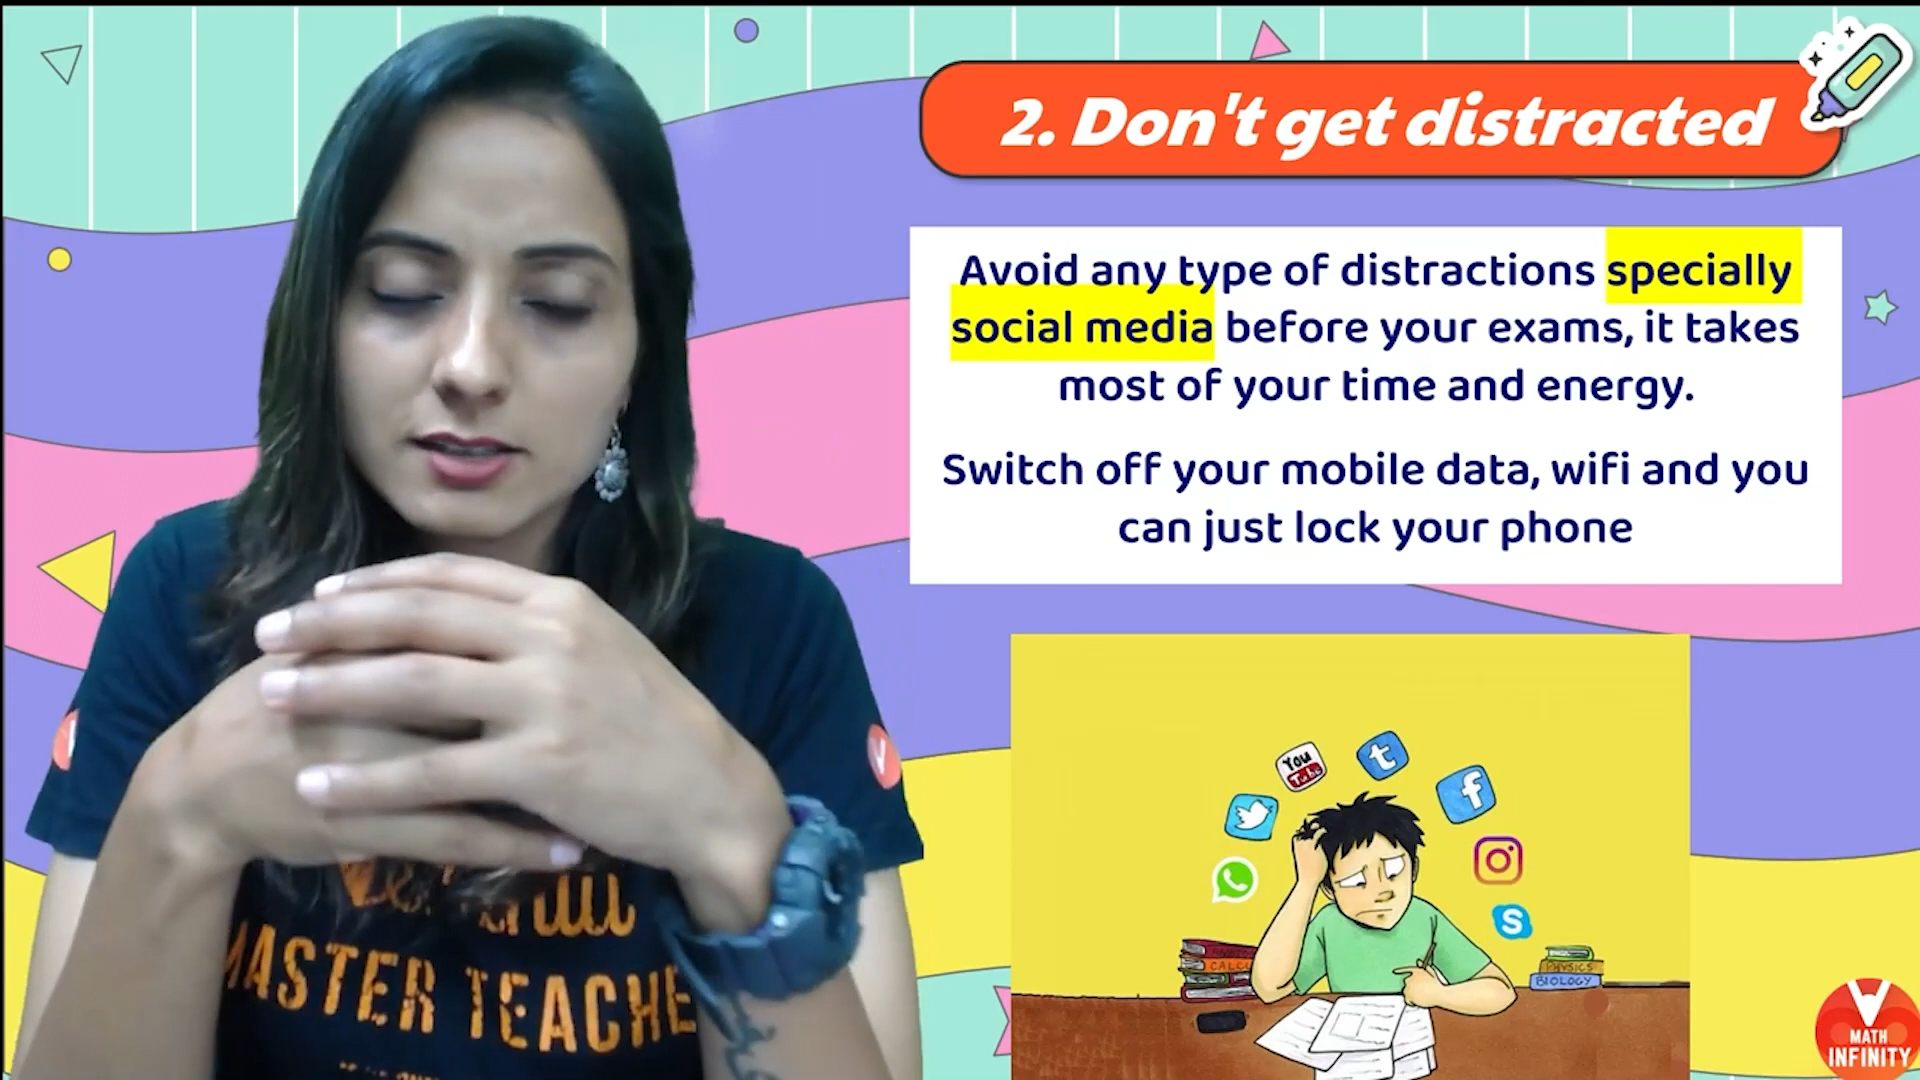 2. Don't get distracted
Avoid any type of distractions specially
social media before your exams, it takes
most of your time and energy.
Switch off your mobile data, wifi and you
can just lock your phone
You
Tube
PHYSICS
BIOLOGY
MASTER TEACHE
MATH
INFINITY